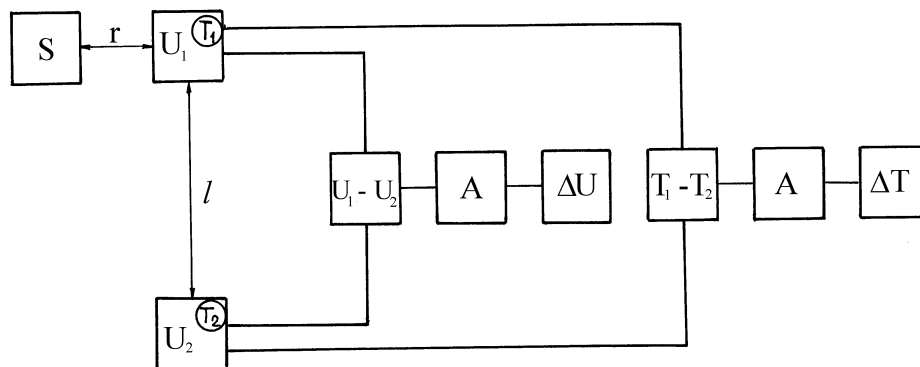 S
r
U₁
T₁
l
U₁ - U₂
A
ΔU
T₁ - T₂
A
ΔT
U₂
T₂